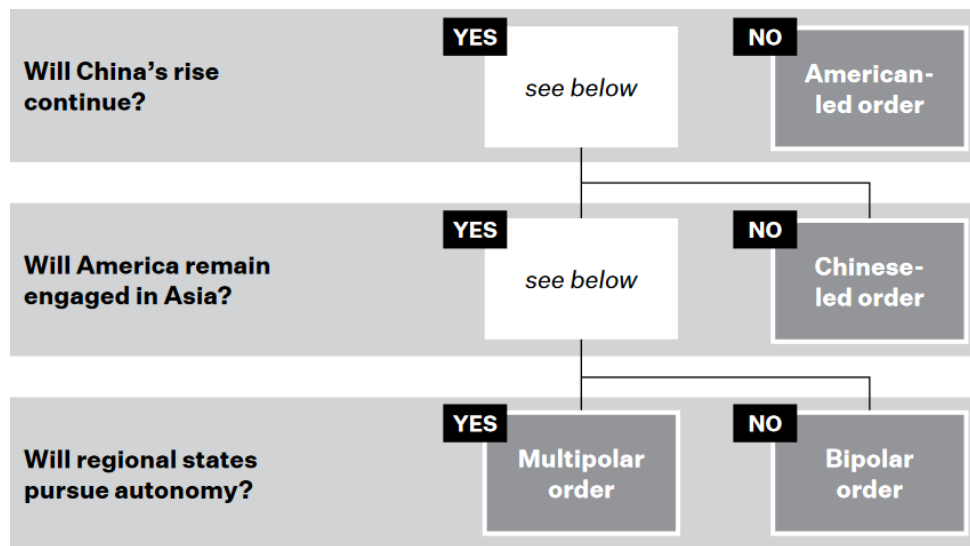 YES
NO
Will China’s rise
continue?
see below
American-
led order
YES
NO
Will America remain
engaged in Asia?
see below
Chinese-
led order
YES
NO
Will regional states
pursue autonomy?
Multipolar
order
Bipolar
order